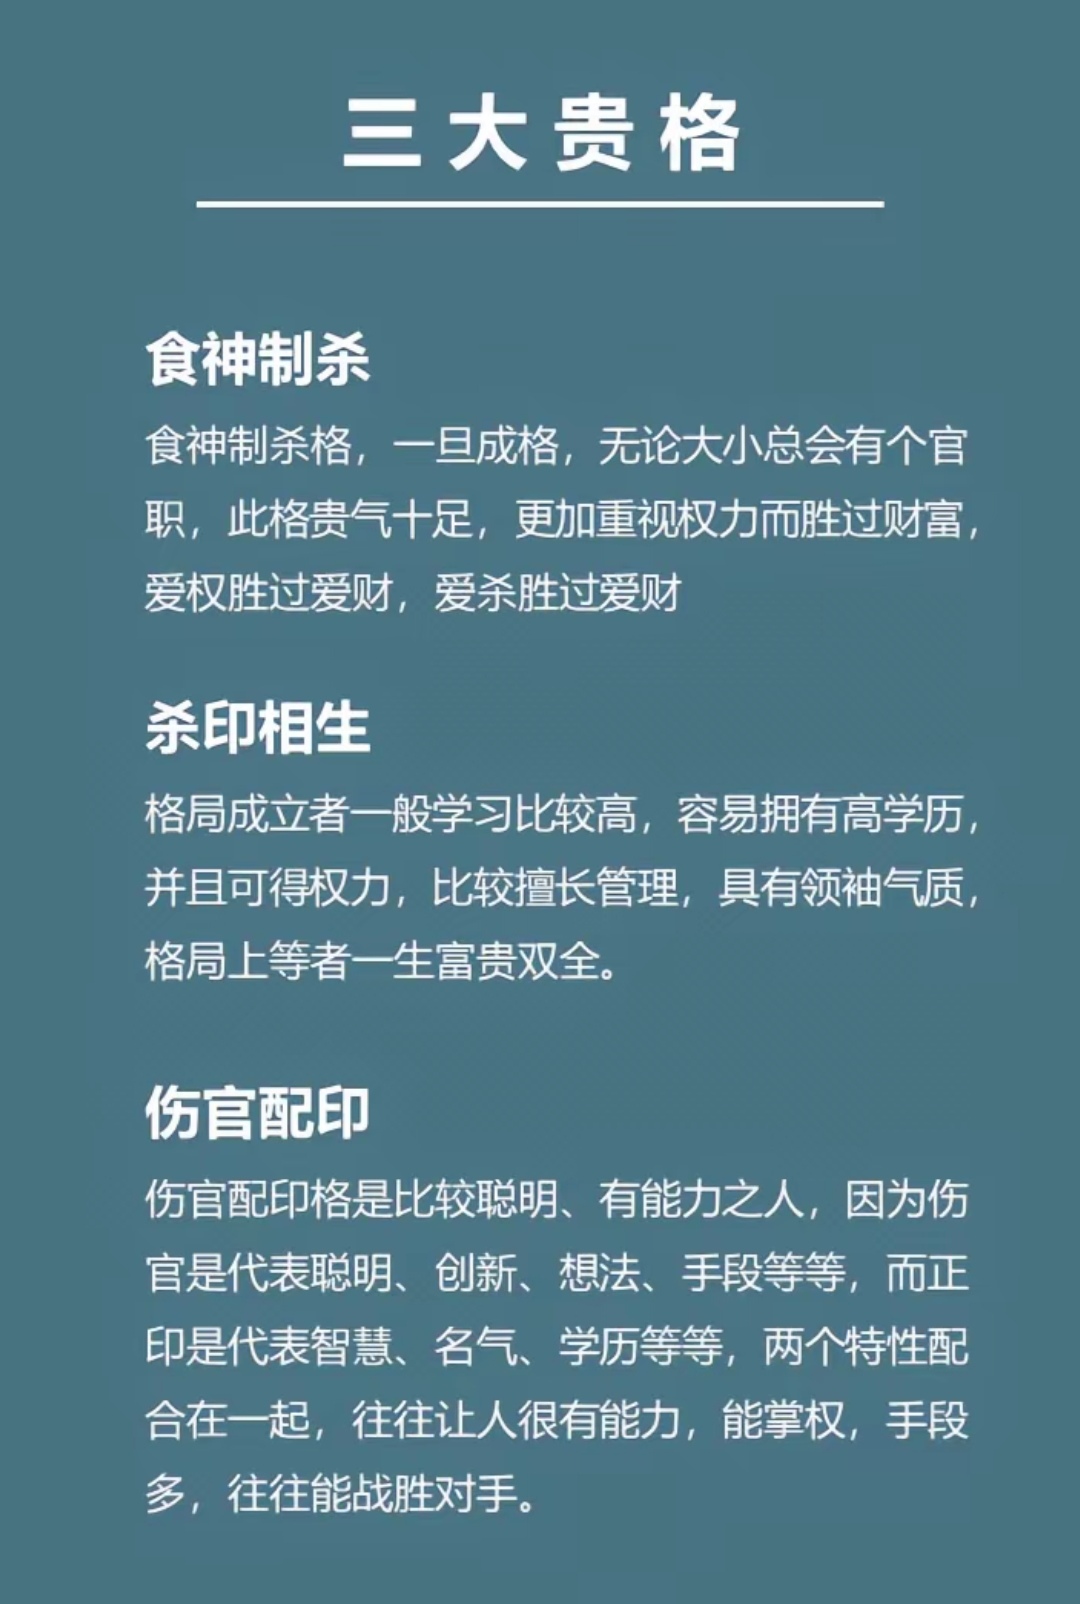 三大贵格
食神制杀
食神制杀格，一旦成格，无论大小总会有个官
职，此格贵气十足，更加重视权力而胜过财富，
爱权胜过爱财，爱杀胜过爱财
杀印相生
格局成立者一般学习比较高，容易拥有高学历，
并且可得权力，比较擅长管理，具有领袖气质，
格局上等者一生富贵双全。
伤官配印
伤官配印格是比较聪明、有能力之人，因为伤
官是代表聪明、创新、想法、手段等等，而正
印是代表智慧、名气、学历等等，两个特性配
合在一起，往往让人很有能力，能掌权，手段
多，往往能战胜对手。